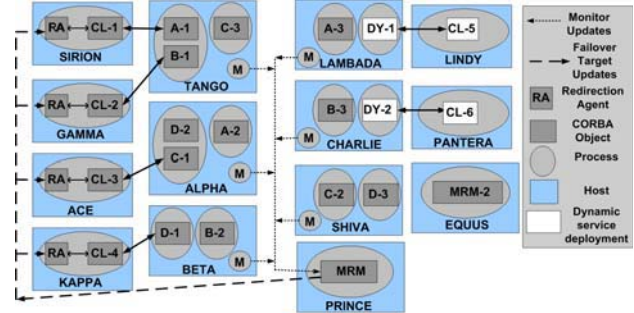 RA
CL-1
SIRION
RA
CL-2
GAMMA
RA
CL-3
ACE
RA
CL-4
KAPPA
A-1
C-3
B-1
M
TANGO
D-2
A-2
C-1
M
ALPHA
D-1
B-2
M
BETA
A-3
DY-1
M
LAMBADA
CL-5
LINDY
B-3
DY-2
M
CHARLIE
CL-6
PANTERA
C-2
D-3
M
SHIVA
MRM-2
EQUUS
MRM
PRINCE
Monitor
Updates
Failover
Target
Updates
RA
Redirection
Agent
CORBA
Object
Process
Host
Dynamic
service
deployment